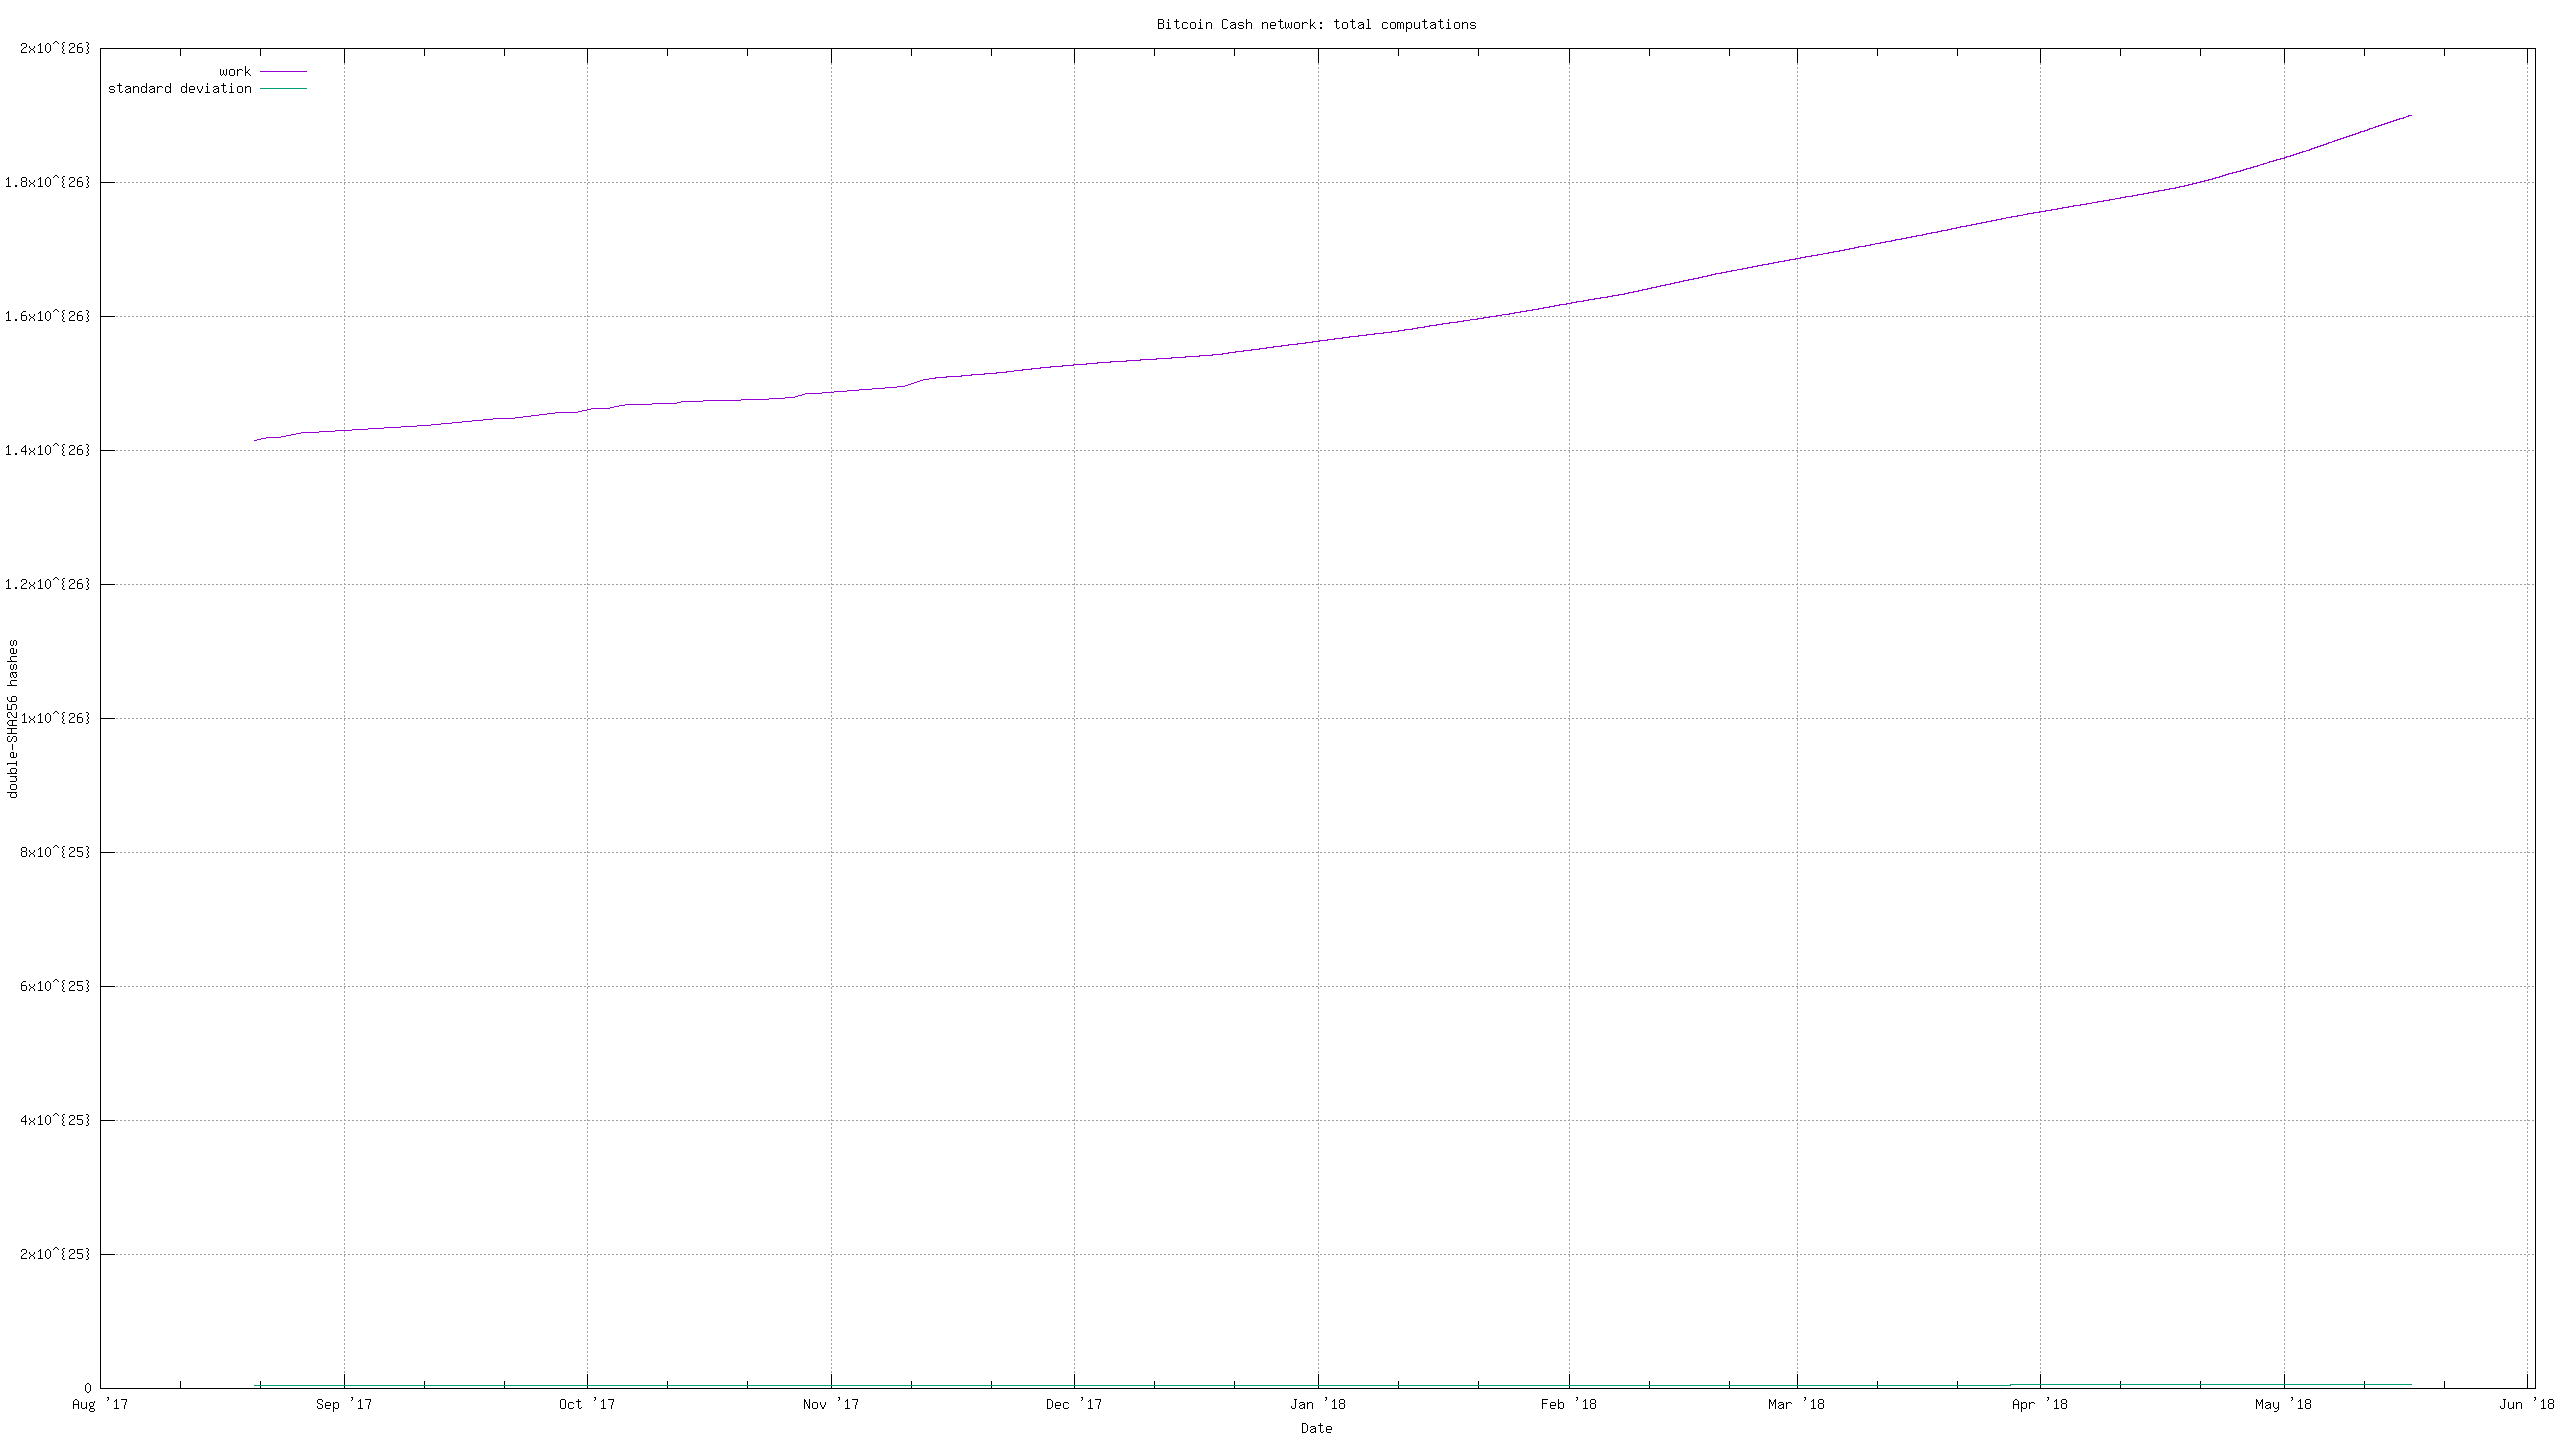 Bitcoin Cash network: total computations
2x10^{26}
work
standard deviation
1.8x10^{26}
1.6x10^{26}
1.4x10^{26}
1.2x10^{26}
double-SHA256 hashes
1x10^{26}
8x10^{25}
6x10^{25}
4x10^{25}
2x10^{25}
0
Aug '17 Sep '17 Oct '17 Nov '17 Dec '17 Jan '18 Feb '18 Mar '18 Apr '18 May '18 Jun '18
Date